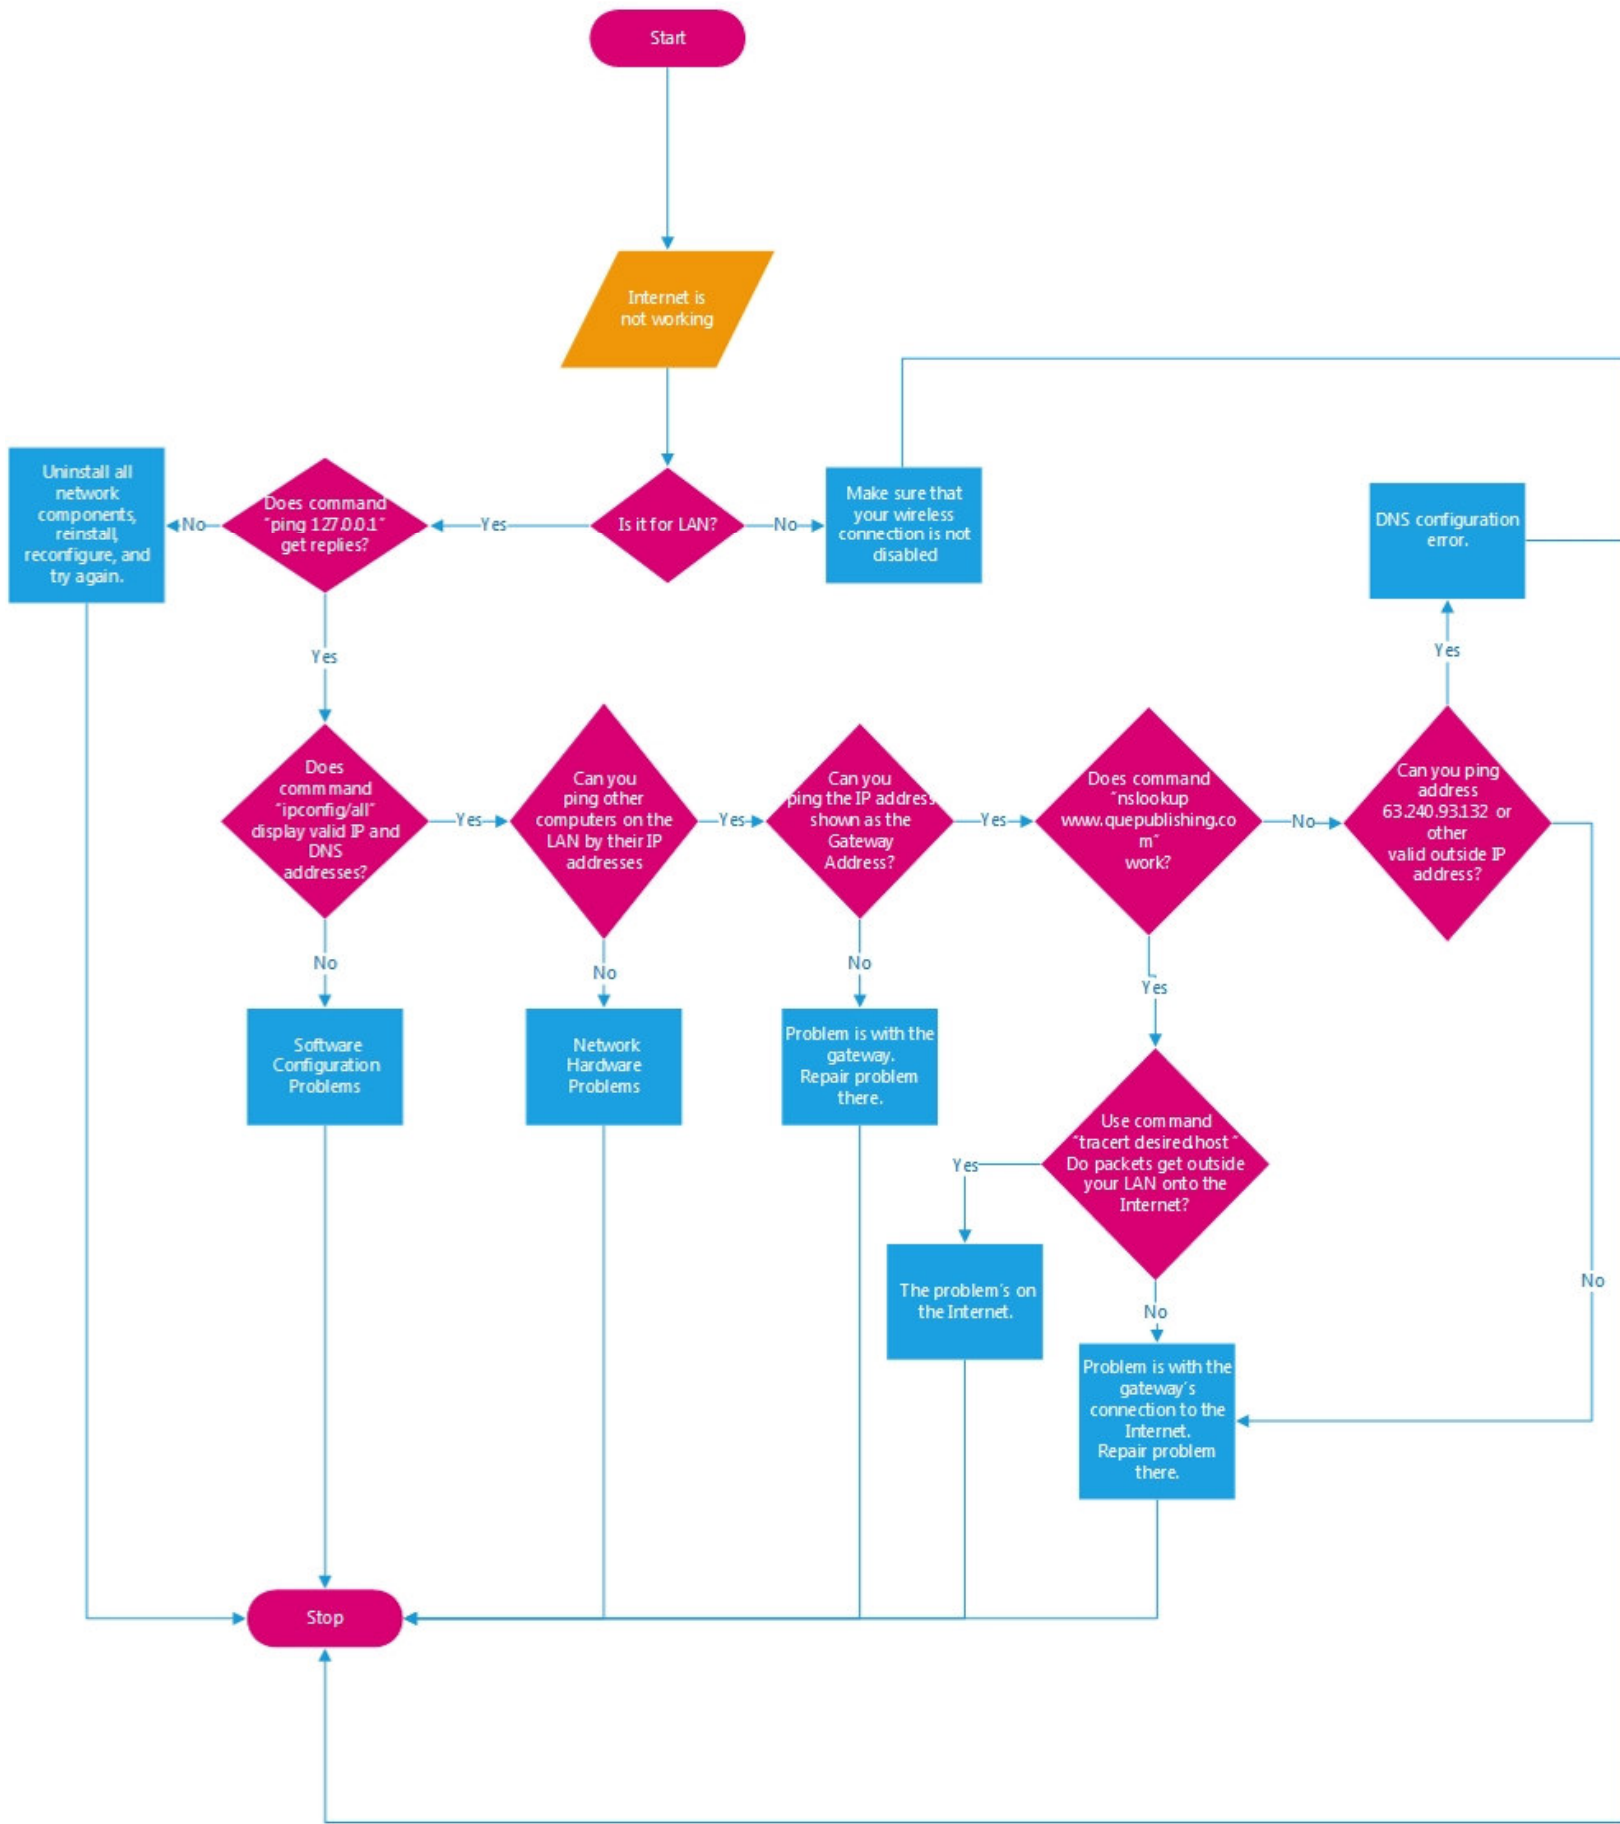 Start
Internet is
not working
Uninstall all
network
components,
reinstall,
reconfigure, and
try again.
No
Does command
"ping 127.0.0.1"
get replies?
Yes
Is it for LAN?
No
Make sure that
your wireless
connection is not
disabled
DNS configuration
error.
Yes
Yes
Does
command
"ipconfig/all"
display valid IP and
DNS
addresses?
Yes
Can you
ping other
computers on the
LAN by their IP
addresses
Yes
Can you
ping the IP address
shown as the
Gateway
Address?
Yes
Does command
"nslookup
www.quepublishing.co
m"
work?
No
Can you ping
address
63.240.93.132 or
other
valid outside IP
address?
No
No
No
Yes
Software
Configuration
Problems
Network
Hardware
Problems
Problem is with the
gateway.
Repair problem
there.
Use command
"tracert desired.host "
Do packets get outside
your LAN onto the
Internet?
Yes
The problem's on
the Internet.
No
No
Problem is with the
gateway's
connection to the
Internet.
Repair problem
there.
Stop